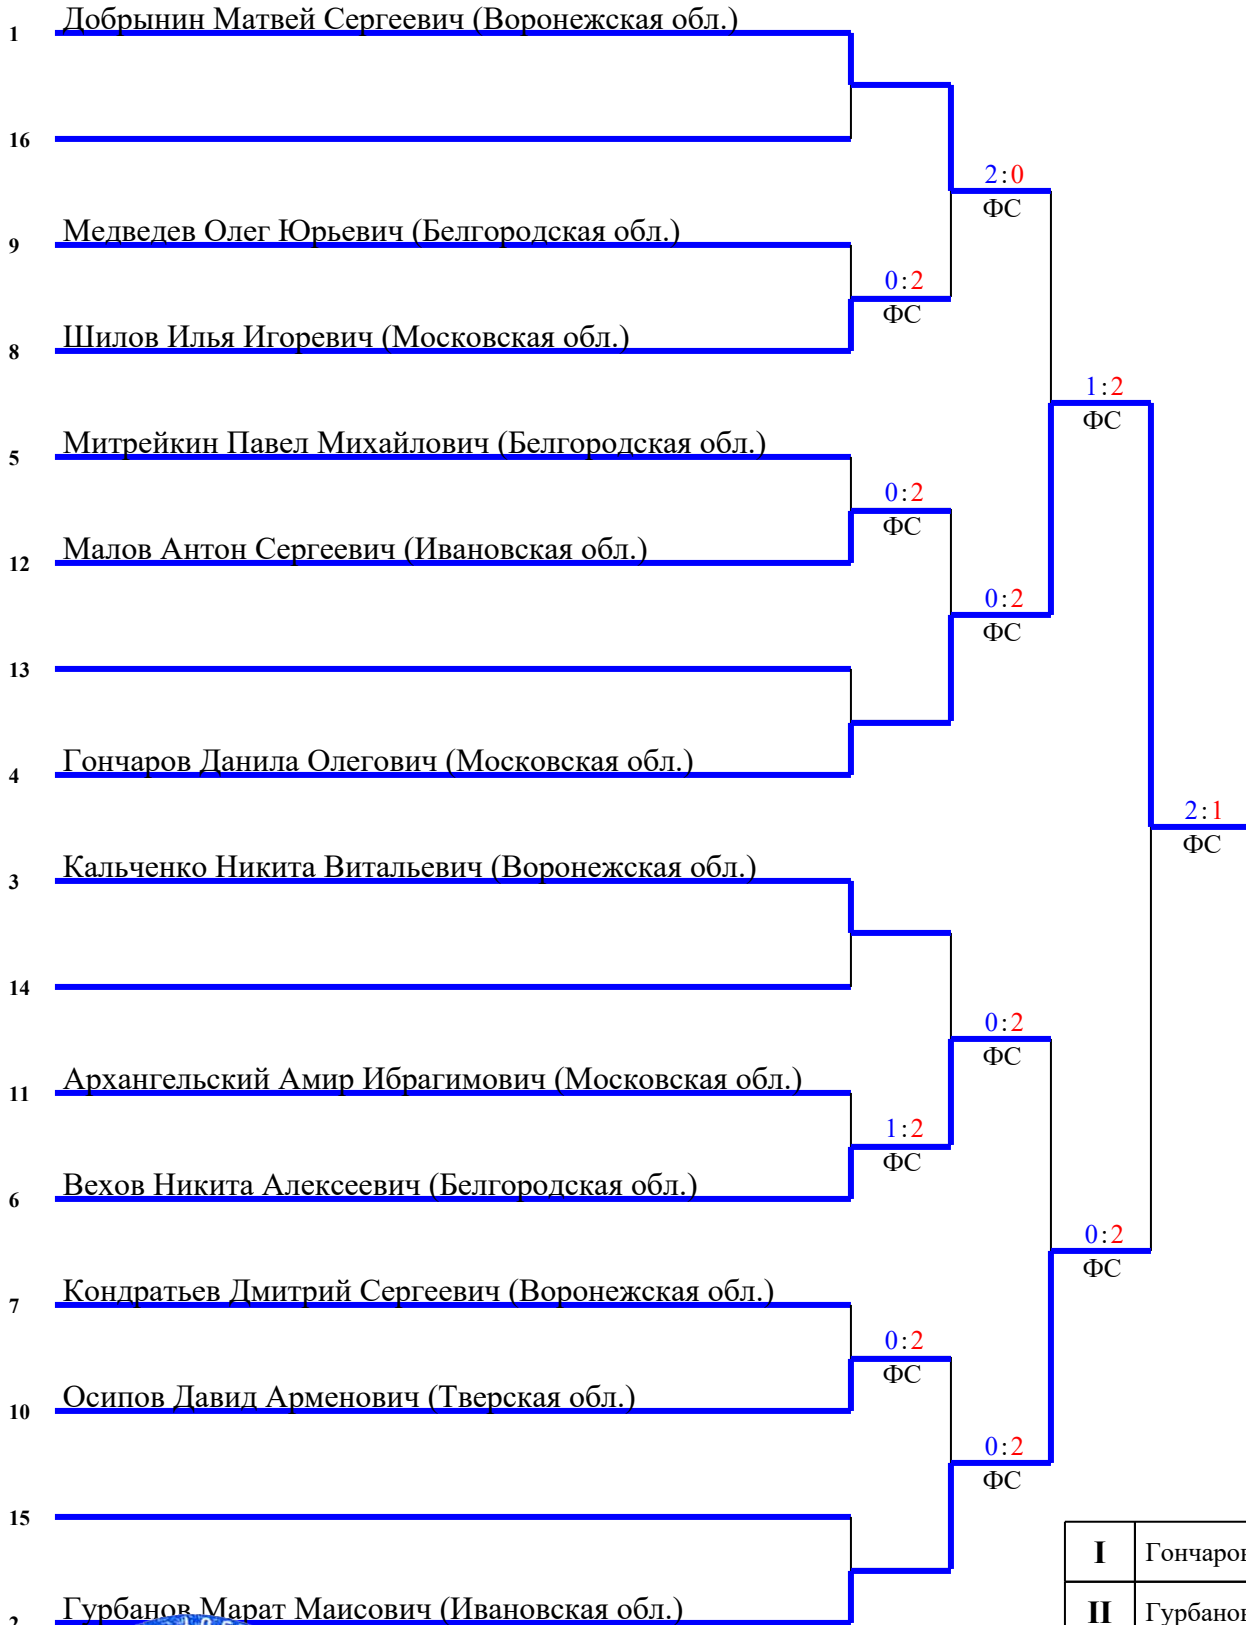 1 Добрынин Матвей Сергеевич (Воронежская обл.)
16
2:0
ФС
9 Медведев Олег Юрьевич (Белгородская обл.)
0:2
ФС
8 Шилов Илья Игоревич (Московская обл.)
1:2
ФС
5 Митрейкин Павел Михайлович (Белгородская обл.)
0:2
ФС
12 Малов Антон Сергеевич (Ивановская обл.)
0:2
ФС
13
4 Гончаров Данила Олегович (Московская обл.)
2:1
ФС
3 Кальченко Никита Витальевич (Воронежская обл.)
14
0:2
ФС
11 Архангельский Амир Ибрагимович (Московская обл.)
1:2
ФС
6 Вехов Никита Алексеевич (Белгородская обл.)
0:2
ФС
7 Кондратьев Дмитрий Сергеевич (Воронежская обл.)
0:2
ФС
10 Осипов Давид Арменович (Тверская обл.)
0:2
ФС
15
I Гончаров
2 Гурбанов Марат Маисович (Ивановская обл.)
II Гурбанов